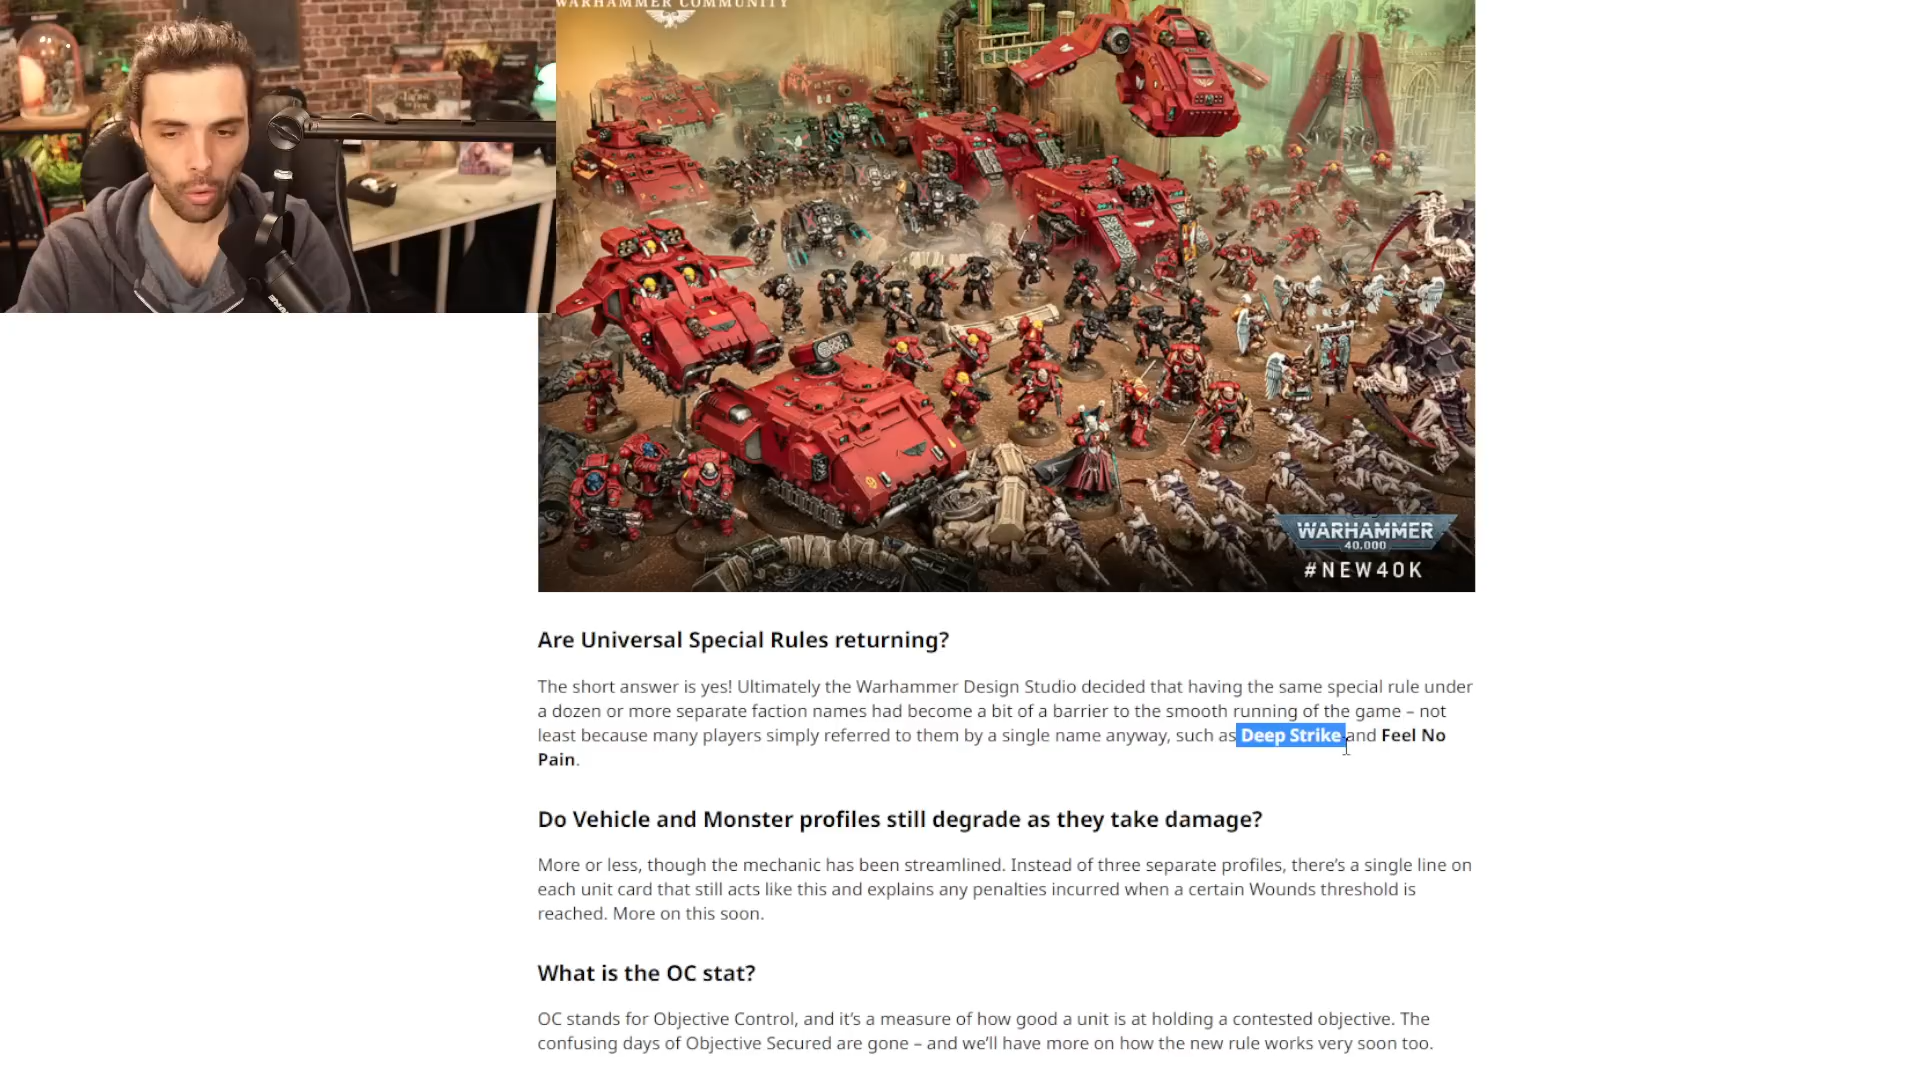 WARHAMMER COMMUNITY
WARHAMMER
40,000
#NEW40K
Are Universal Special Rules returning?
The short answer is yes! Ultimately the Warhammer Design Studio decided that having the same special rule under
a dozen or more separate faction names had become a bit of a barrier to the smooth running of the game – not
least because many players simply referred to them by a single name anyway, such as Deep Strike and Feel No
Pain.
Do Vehicle and Monster profiles still degrade as they take damage?
More or less, though the mechanic has been streamlined. Instead of three separate profiles, there’s a single line on
each unit card that still acts like this and explains any penalties incurred when a certain Wounds threshold is
reached. More on this soon.
What is the OC stat?
OC stands for Objective Control, and it’s a measure of how good a unit is at holding a contested objective. The
confusing days of Objective Secured are gone – and we’ll have more on how the new rule works very soon too.